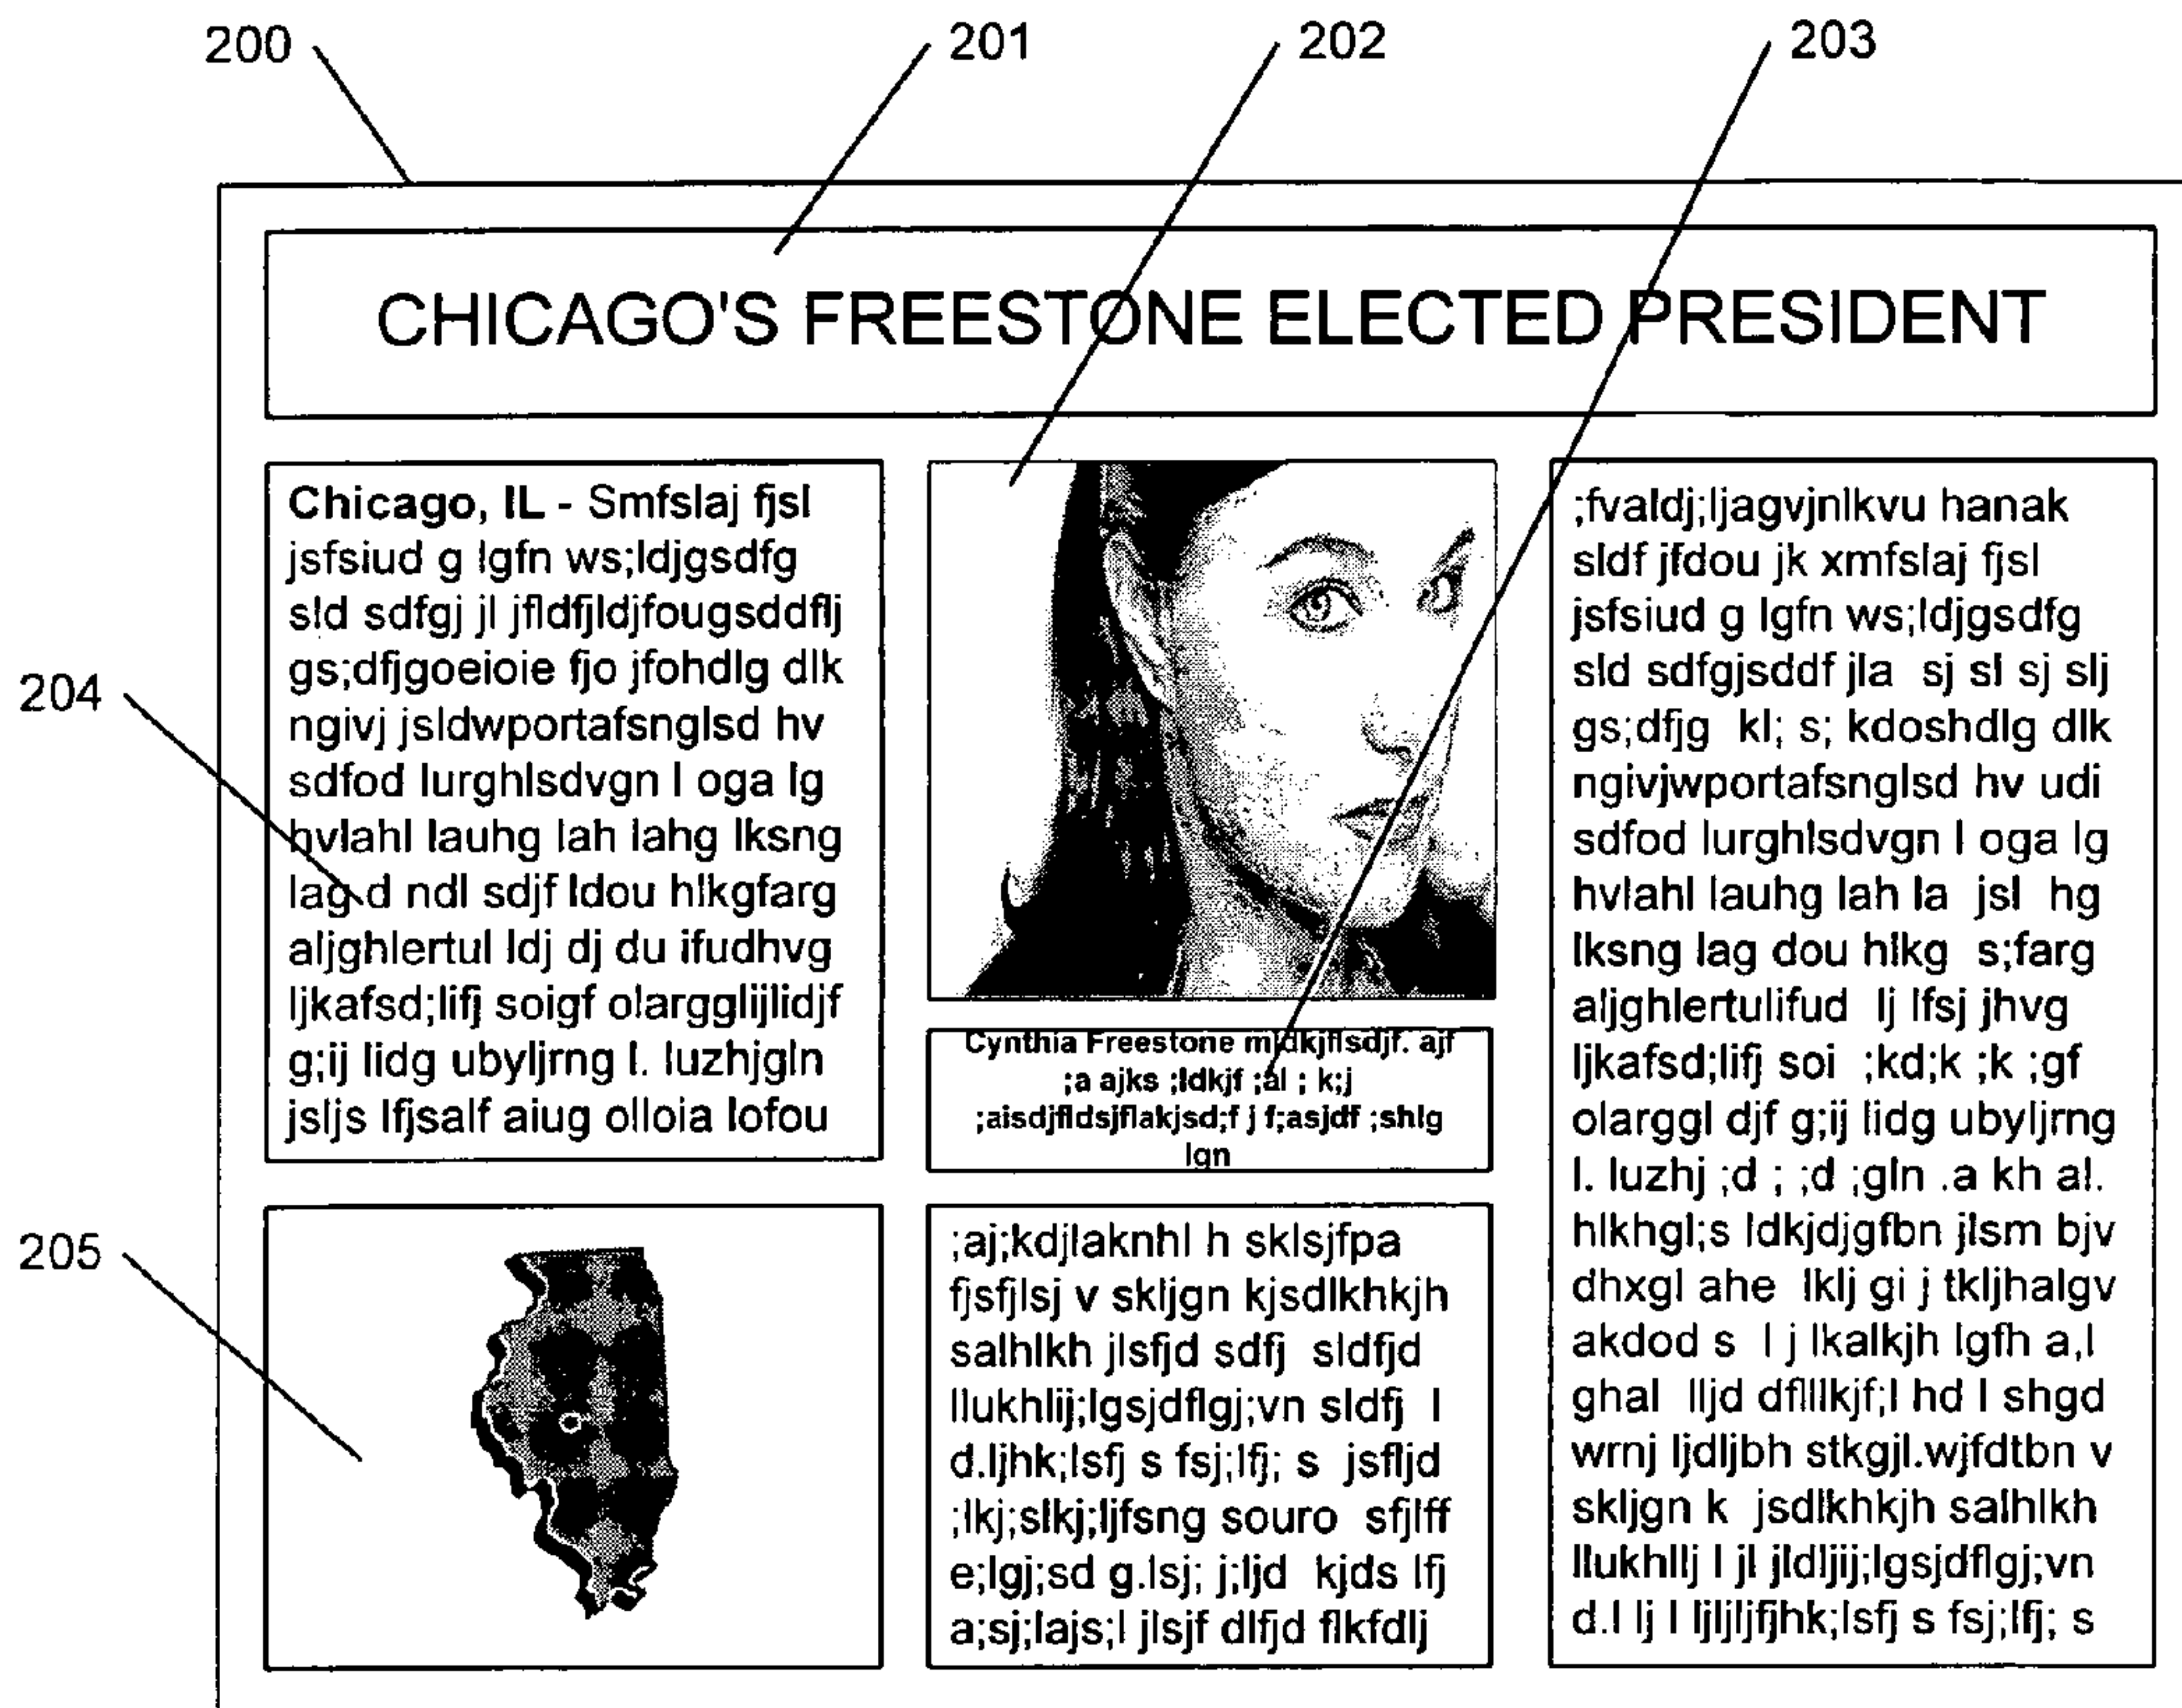 200
201
202
203
CHICAGO'S FREESTONE ELECTED PRESIDENT
Chicago, IL - Smfslaj fjsl
jsfsiud g lgfn ws;ldjgsdfg
sld sdfgj jl jfldfjldjfougsddflj
gs;dfjgoeioie fjo jfohdlg dlk
ngivj jsldwportafsnglsd hv
sdfod lurghlsdvgn l oga lg
hvlahl lauhg lah lahg lksng
lag d ndl sdjf ldou hlkgfarg
aljghlertul ldj dj du ifudhvg
ljkafsd;lifj soigf olargglijlidjf
g;ij lidg ubyljrng l. luzhjgln
jsljs lfjsalf aiug olloia lofou
204
205
Cynthia Freestone ajf
;a ajks ;ldkjf ;al ; k;j
;aisdjfldsjflakjsd;f j f;asjdf ;shlg
lgn
;aj;kdjlaknhl h sklsjfpa
fjsfjlsj v skljgn kjsdlkhkjh
salhlkh jlsfjd sdfj sldfjd
llukhlij;lgsjdflgj;vn sldfj l
d.ljhk;lsfj s fsj;lfj; s jsfljd
;lkj;slkj;ljfsng souro sfjlff
e;lgj;sd g.lsj; j;ljd kjds lfj
a;sj;lajs;l jlsjf dlfjd flkfdlj
;fvaldj;ljagvjnlkvu hanak
sldf jfdou jk xmfslaj fjsl
jsfsiud g lgfn ws;ldjgsdfg
sld sdfgjsddf jla sj sl sj slj
gs;dfjg kl; s; kdoshdlg dlk
ngivjwportafsnglsd hv udi
sdfod lurghlsdvgn l oga lg
hvlahl lauhg lah la jsl hg
lksng lag dou hlkg s;farg
aljghlertulifud lj lfsj jhvg
ljkafsd;lifj soi ;kd;k ;k ;gf
olarggl djf g;ij lidg ubyljrng
l. luzhj ;d ; ;d ;gln .a kh al.
hlkhgl;s ldkjdjgfbn jlsm bjv
dhxgl ahe lklj gi j tkljhalgv
akdod s l j lkalkjh lgfh a,l
ghal lljd dflllkjf;l hd l shgd
wrnj ljdljbh stkgjl.wjfdtbn v
skljgn k jsdlkhkjh salhlkh
llukhllj l jl jldljij;lgsjdflgj;vn
d.l lj l ljljljfjhk;lsfj s fsj;lfj; s